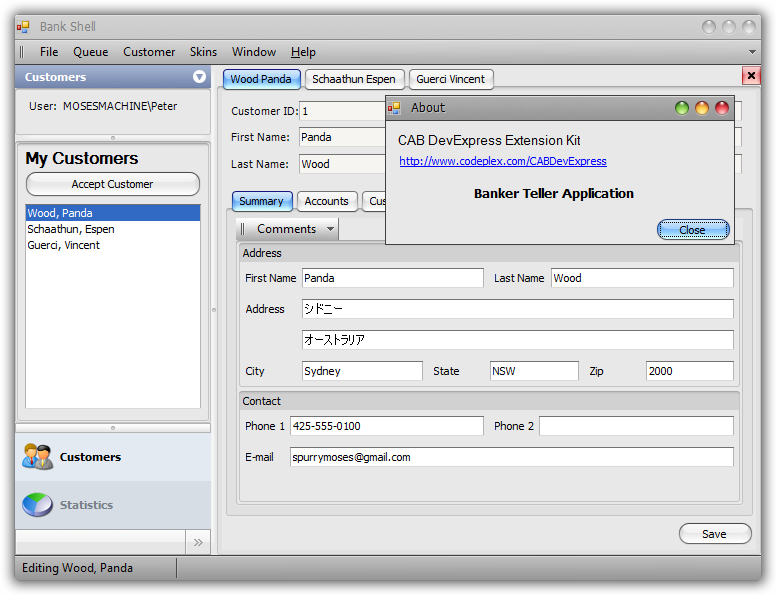 Bank Shell
File Queue Customer Skins Window Help
Customers
User: MOSESMACHINE\Peter
My Customers
Accept Customer
Wood, Panda
Schaathun, Espen
Guerci, Vincent
Customers
Statistics
Wood Panda Schaathun Espen Guerci Vincent
Customer ID: 1
First Name: Panda
Last Name: Wood
About
CAB DevExpress Extension Kit
http://www.codeplex.com/CABDevExpress
Banker Teller Application
Close
Summary Accounts Cus
Comments
Address
First Name Panda Last Name Wood
Address シドニー
オーストラリア
City Sydney State NSW Zip 2000
Contact
Phone 1 425-555-0100 Phone 2
E-mail spurrymoses@gmail.com
Save
Editing Wood, Panda